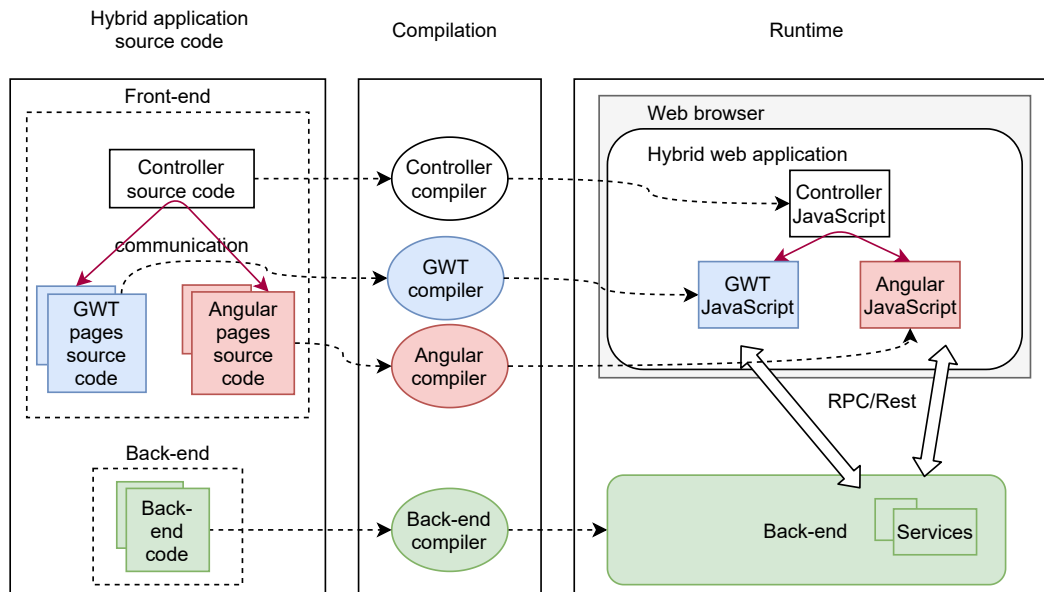 Hybrid application
source code
Compilation
Runtime
Front-end
Controller
source code
communication
GWT
pages
source
code
Angular
pages
source
code
Back-end
Back-
end
code
Controller
compiler
GWT
compiler
Angular
compiler
Back-end
compiler
Web browser
Hybrid web application
Controller
JavaScript
GWT
JavaScript
Angular
JavaScript
RPC/Rest
Back-end
Services